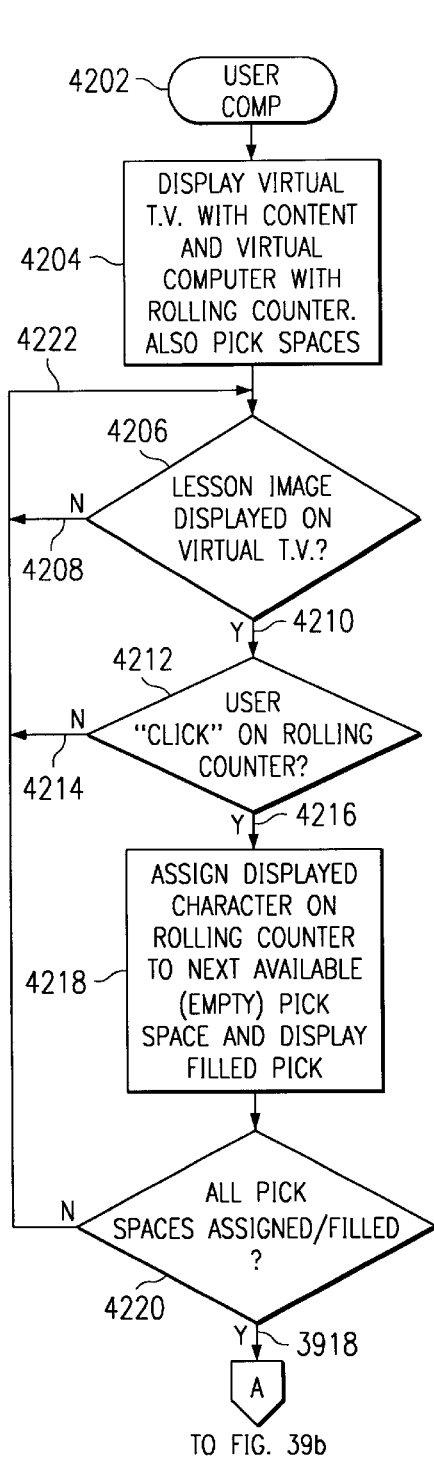 4202
USER
COMP
DISPLAY VIRTUAL
T.V. WITH CONTENT
AND VIRTUAL
COMPUTER WITH
ROLLING COUNTER.
ALSO PICK SPACES
4204
4222
4206
LESSON IMAGE
DISPLAYED ON
VIRTUAL T.V.?
N
4208
Y
4210
4212
USER
"CLICK" ON ROLLING
COUNTER?
N
4214
Y
4216
ASSIGN DISPLAYED
CHARACTER ON
ROLLING COUNTER
TO NEXT AVAILABLE
(EMPTY) PICK
SPACE AND DISPLAY
FILLED PICK
4218
N
ALL PICK
SPACES ASSIGNED/FILLED
?
4220
Y
3918
A
TO FIG. 39b